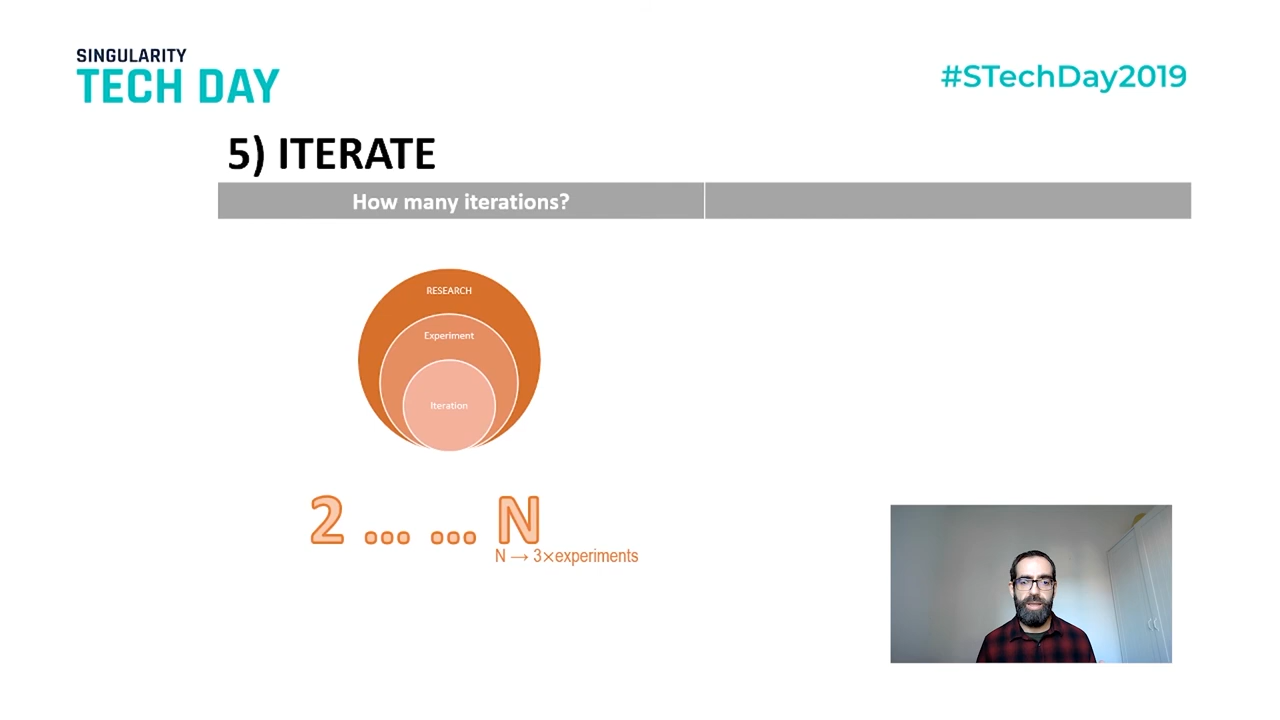 SINGULARITY
TECH DAY
#STechDay2019
5) ITERATE
How many iterations?
RESEARCH
Experiment
Iteration
2 ... ... N
N → 3×experiments